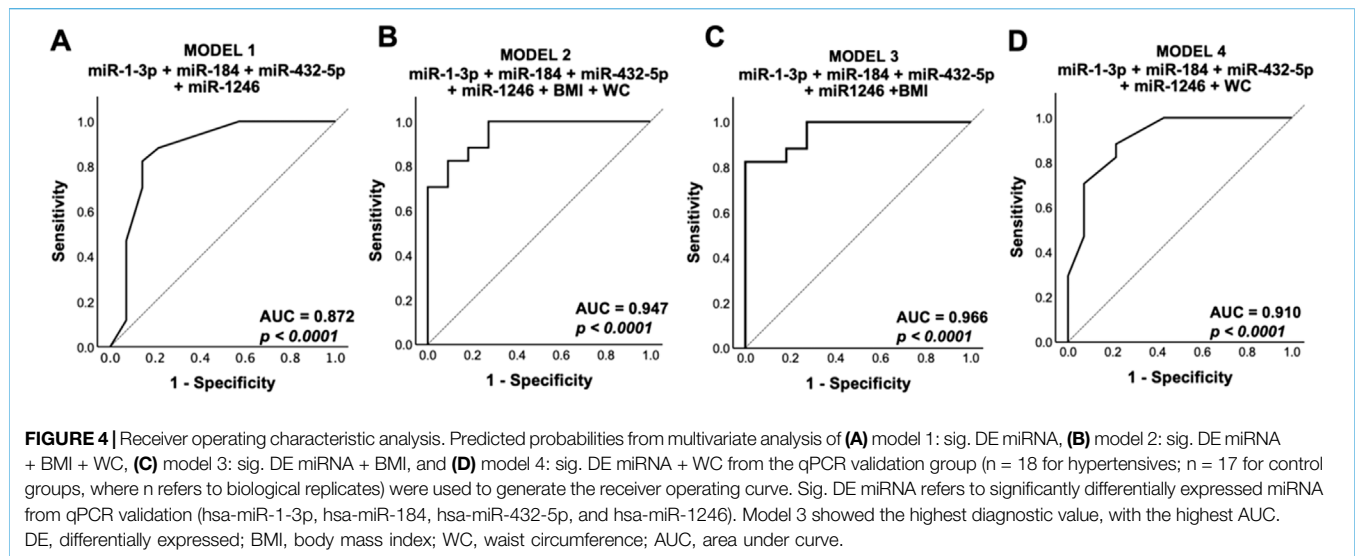 A
MODEL 1
miR-1-3p + miR-184 + miR-432-5p
+ miR-1246
1.0
0.8
0.6
0.4
0.2
0.0
Sensitivity
AUC = 0.872
p < 0.0001
0.0 0.2 0.4 0.6 0.8 1.0
1 - Specificity
B
MODEL 2
miR-1-3p + miR-184 + miR-432-5p
+ miR-1246 + BMI + WC
1.0
0.8
0.6
0.4
0.2
0.0
Sensitivity
AUC = 0.947
p < 0.0001
0.0 0.2 0.4 0.6 0.8 1.0
1 - Specificity
C
MODEL 3
miR-1-3p + miR-184 + miR-432-5p
+ miR1246 +BMI
1.0
0.8
0.6
0.4
0.2
0.0
Sensitivity
AUC = 0.966
p < 0.0001
0.0 0.2 0.4 0.6 0.8 1.0
1 - Specificity
D
MODEL 4
miR-1-3p + miR-184 + miR-432-5p
+ miR-1246 + WC
1.0
0.8
0.6
0.4
0.2
0.0
Sensitivity
AUC = 0.910
p < 0.0001
0.0 0.2 0.4 0.6 0.8 1.0
1 - Specificity
FIGURE 4 | Receiver operating characteristic analysis. Predicted probabilities from multivariate analysis of (A) model 1: sig. DE miRNA, (B) model 2: sig. DE miRNA
+ BMI + WC, (C) model 3: sig. DE miRNA + BMI, and (D) model 4: sig. DE miRNA + WC from the qPCR validation group (n = 18 for hypertensives; n = 17 for control
groups, where n refers to biological replicates) were used to generate the receiver operating curve. Sig. DE miRNA refers to significantly differentially expressed miRNA
from qPCR validation (hsa-miR-1-3p, hsa-miR-184, hsa-miR-432-5p, and hsa-miR-1246). Model 3 showed the highest diagnostic value, with the highest AUC.
DE, differentially expressed; BMI, body mass index; WC, waist circumference; AUC, area under curve.